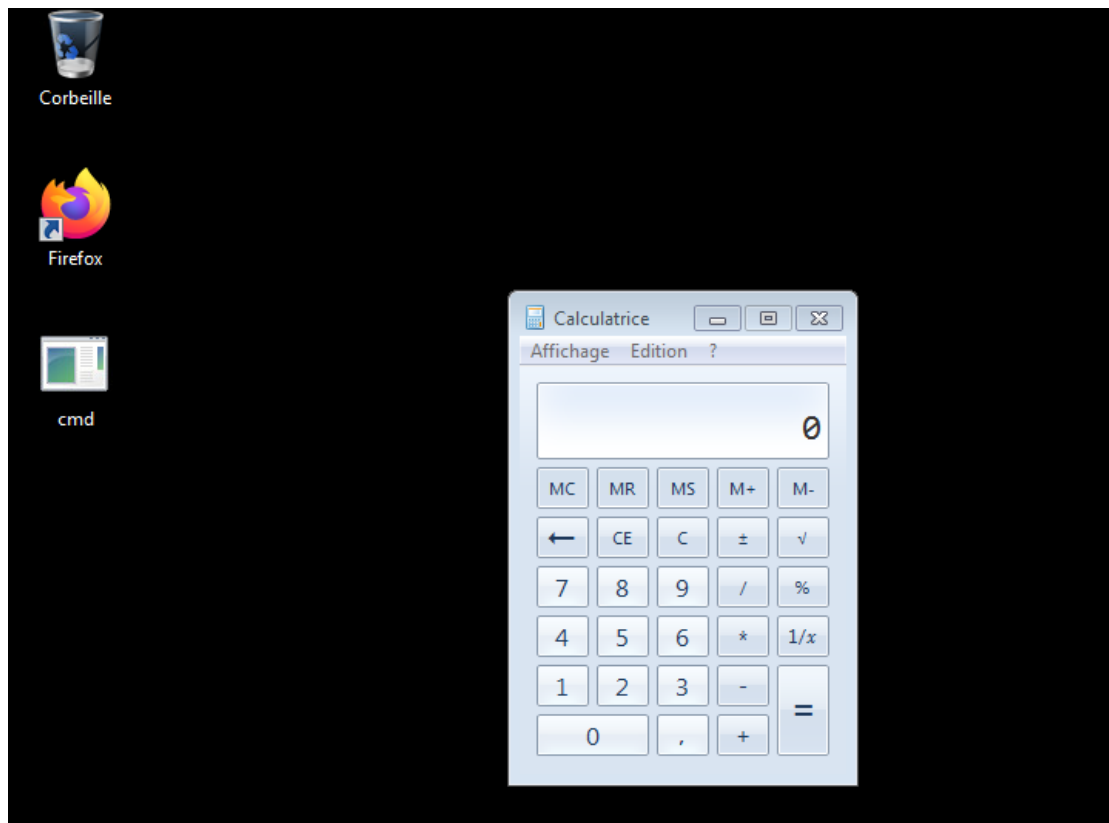 Corbeille
Firefox
cmd
Calculatrice
Affichage Edition ?
0
MC MR MS M+ M-
← CE C ± √
7 8 9 / %
4 5 6 * 1/x
1 2 3 - =
0 , +